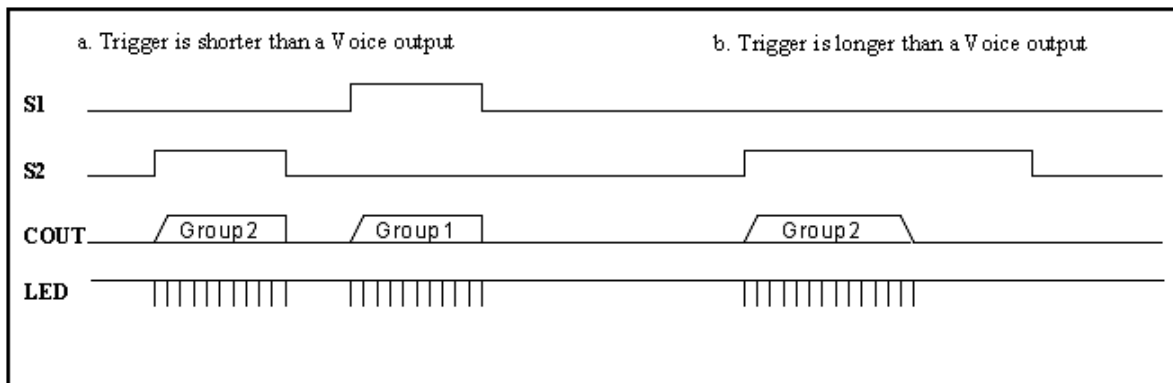 a. Trigger is shorter than a Voice output
b. Trigger is longer than a Voice output
S1
S2
COUT Group2 Group1 Group2
LED